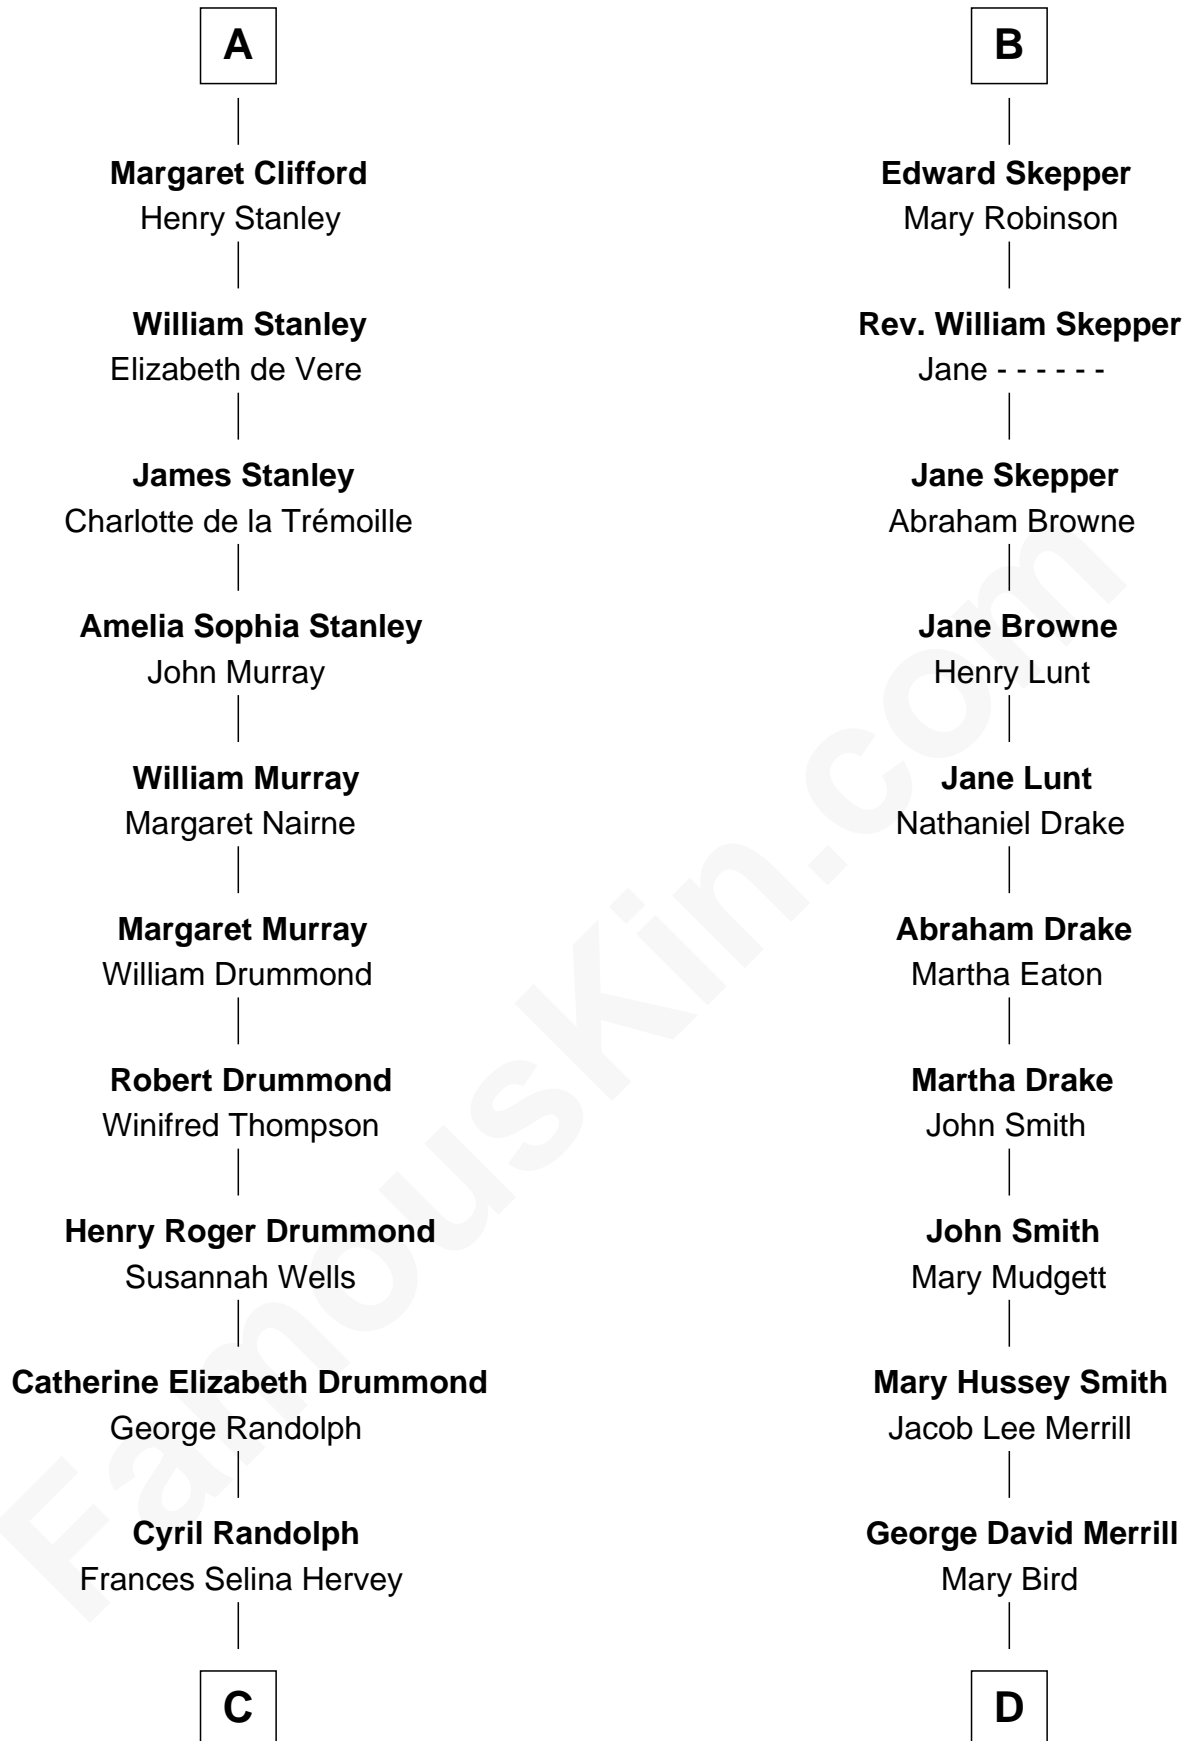 A
Margaret Clifford
Henry Stanley
William Stanley
Elizabeth de Vere
James Stanley
Charlotte de la Trémoille
Amelia Sophia Stanley
John Murray
William Murray
Margaret Nairne
Margaret Murray
William Drummond
Robert Drummond
Winifred Thompson
Henry Roger Drummond
Susannah Wells
Catherine Elizabeth Drummond
George Randolph
Cyril Randolph
Frances Selina Hervey
C
B
Edward Skepper
Mary Robinson
Rev. William Skepper
Jane - - - - - -
Jane Skepper
Abraham Browne
Jane Browne
Henry Lunt
Jane Lunt
Nathaniel Drake
Abraham Drake
Martha Eaton
Martha Drake
John Smith
John Smith
Mary Mudgett
Mary Hussey Smith
Jacob Lee Merrill
George David Merrill
Mary Bird
D
FamousKin.com